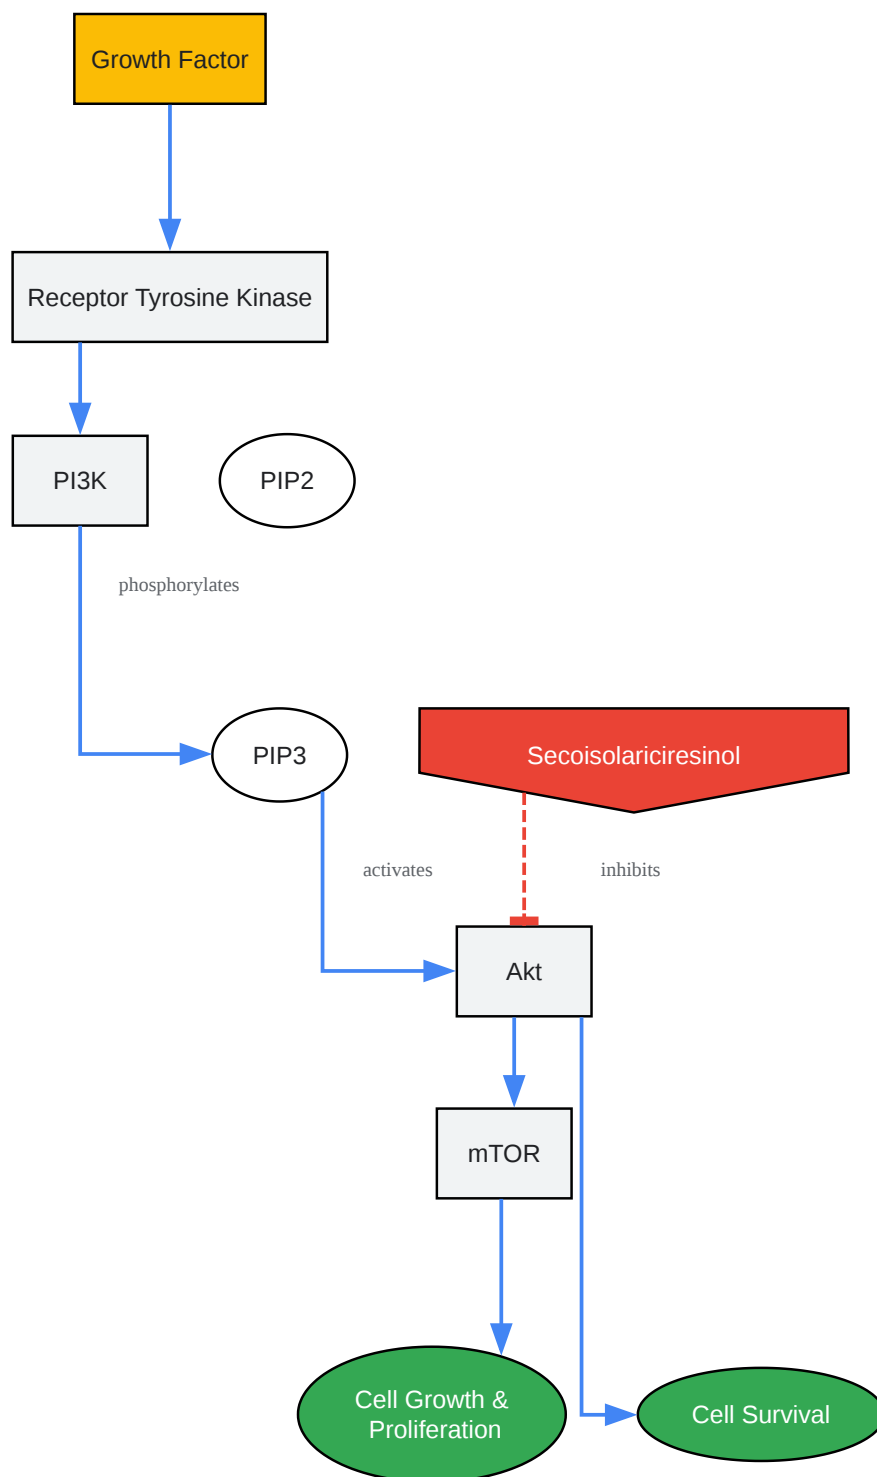 Growth Factor
Receptor Tyrosine Kinase
PI3K
PIP2
phosphorylates
PIP3
Secoisolariciresinol
activates
inhibits
Akt
mTOR
Cell Growth &
Proliferation
Cell Survival